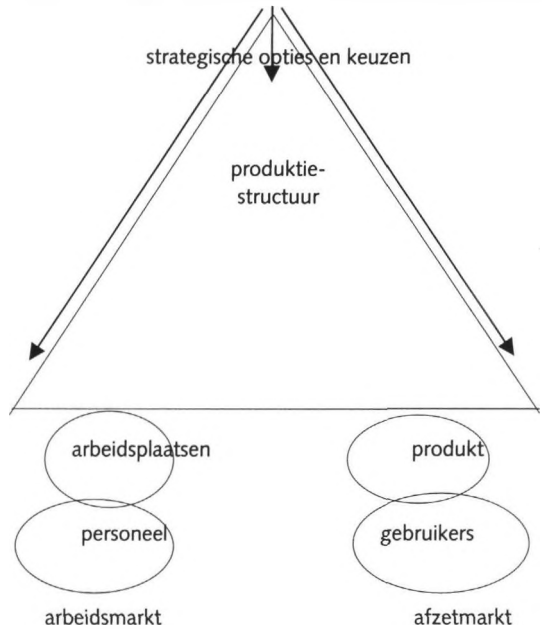 strategische opties en keuzen
produktie-
structuur
arbeidsplaatsen
produkt
personeel
gebruikers
arbeidsmarkt
afzetmarkt